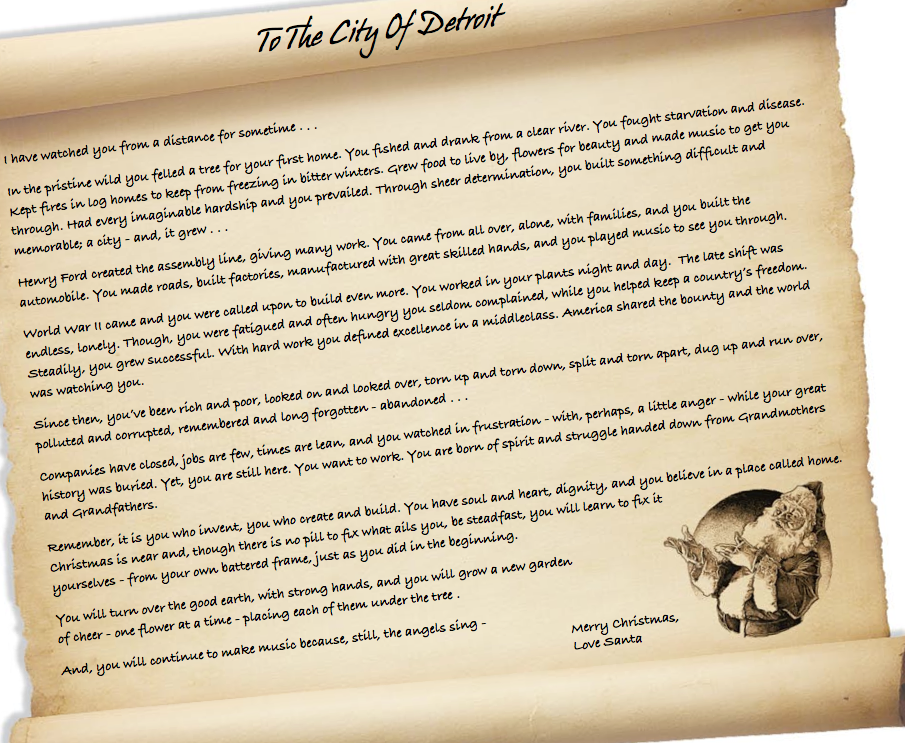 To The City Of Detroit
I have watched you from a distance for sometime . . .
In the pristine wild you felled a tree for your first home. You fished and drank from a clear river. You fought starvation and disease.
Kept fires in log homes to keep from freezing in bitter winters. Grew food to live by, flowers for beauty and made music to get you
through. Had every imaginable hardship and you prevailed. Through sheer determination, you built something difficult and
memorable; a city - and, it grew . . .
Henry Ford created the assembly line, giving many work. You came from all over, alone, with families, and you built the
automobile. You made roads, built factories, manufactured with great skilled hands, and you played music to see you through.
World War II came and you were called upon to build even more. You worked in your plants night and day. The late shift was
endless, lonely. Though, you were fatigued and often hungry you seldom complained, while you helped keep a country's freedom.
Steadily, you grew successful. With hard work you defined excellence in a middleclass. America shared the bounty and the world
was watching you.
Since then, you've been rich and poor, looked on and looked over, torn up and torn down, split and torn apart, dug up and run over,
polluted and corrupted, remembered and long forgotten - abandoned . . .
Companies have closed, jobs are few, times are lean, and you watched in frustration - with, perhaps, a little anger - while your great
history was buried. Yet, you are still here. You want to work. You are born of spirit and struggle handed down from Grandmothers
and Grandfathers.
Remember, it is you who invent, you who create and build. You have soul and heart, dignity, and you believe in a place called home.
Christmas is near and, though there is no pill to fix what ails you, be steadfast, you will learn to fix it
yourselves - from your own battered frame, just as you did in the beginning.
You will turn over the good earth, with strong hands, and you will grow a new garden
of cheer - one flower at a time - placing each of them under the tree .
And, you will continue to make music because, still, the angels sing -
Merry Christmas,
Love Santa